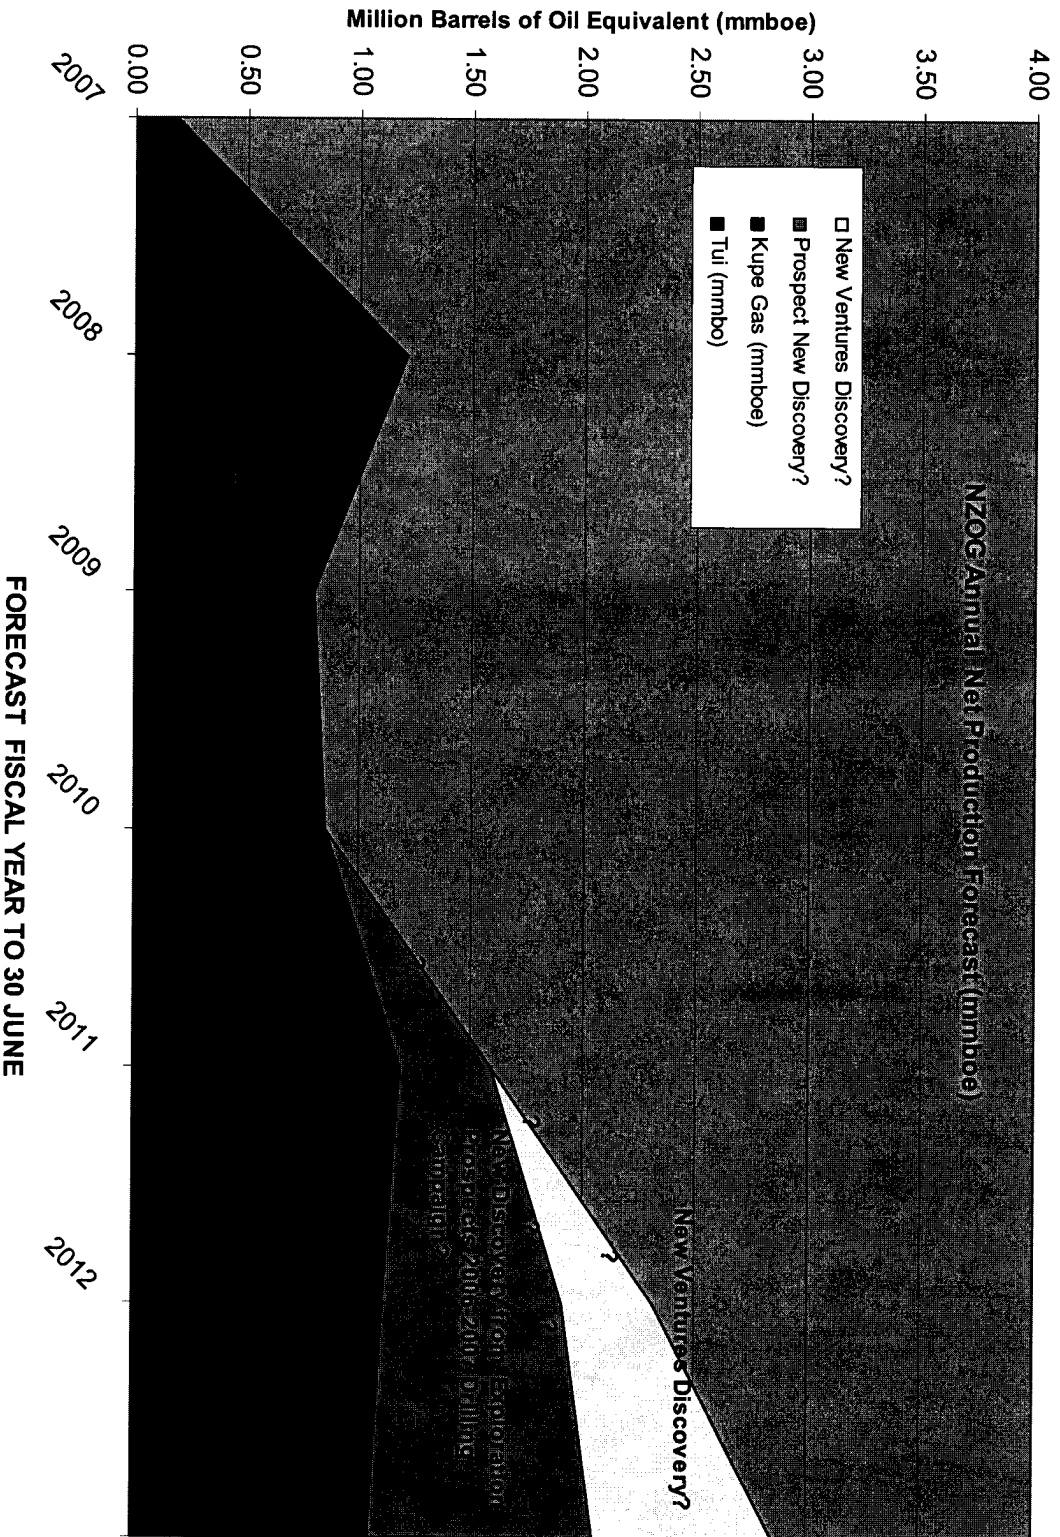 NZOG Annual Net Production Forecast (mmboe)
Million Barrels of Oil Equivalent (mmboe)
4.00
3.50
3.00
2.50
2.00
1.50
1.00
0.50
0.00
New Ventures Discovery?
Prospect New Discovery?
Kupe Gas (mmboe)
Tui (mmbo)
New Ventures Discovery?
?
?
?
?
New Discovery from Exploration
Prospects 2006-2007 Drilling
Campaign?
2007
2008
2009
2010
2011
2012
FORECAST FISCAL YEAR TO 30 JUNE